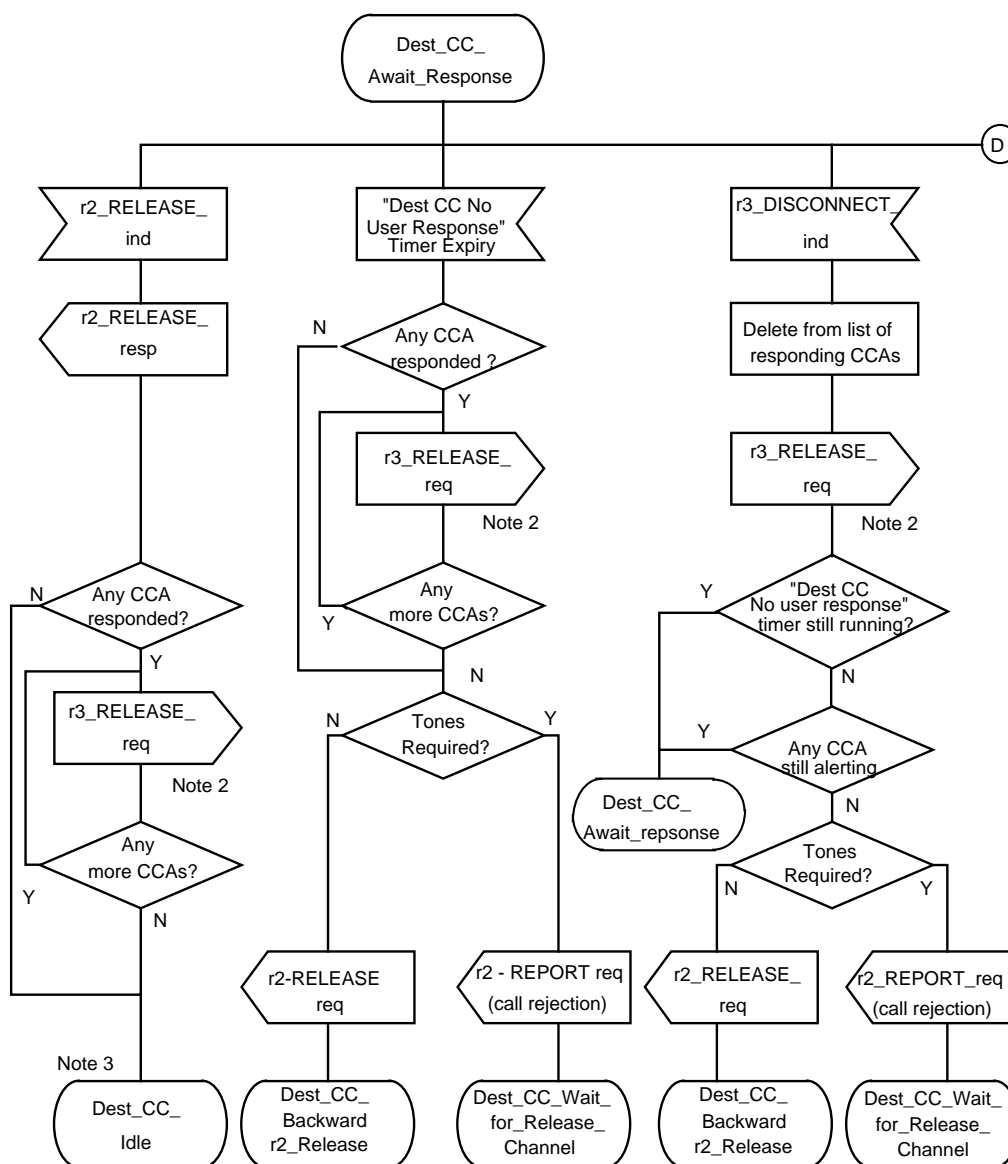 Dest_CC_
Await_Response
D
r2_RELEASE_
ind
"Dest CC No
User Response"
Timer Expiry
r3_DISCONNECT_
ind
r2_RELEASE_
resp
N
Any CCA
responded ?
Y
Delete from list of
responding CCAs
r3_RELEASE_
req
Note 2
r3_RELEASE_
req
Note 2
N
Any CCA
responded?
Y
Any
more CCAs?
Y
N
Y
"Dest CC
No user response"
timer still running?
N
r3_RELEASE_
req
Note 2
N
Tones
Required?
Y
Y
Any CCA
still alerting
N
Dest_CC_
Await_repsonse
Any
more CCAs?
Y
N
Tones
Required?
N
Y
r2-RELEASE
req
r2 - REPORT req
(call rejection)
r2_RELEASE_
req
r2_REPORT_req
(call rejection)
Note 3
Dest_CC_
Idle
Dest_CC_
Backward
r2_Release
Dest_CC_Wait_
for_Release_
Channel
Dest_CC_
Backward
r2_Release
Dest_CC_Wait_
for_Release_
Channel